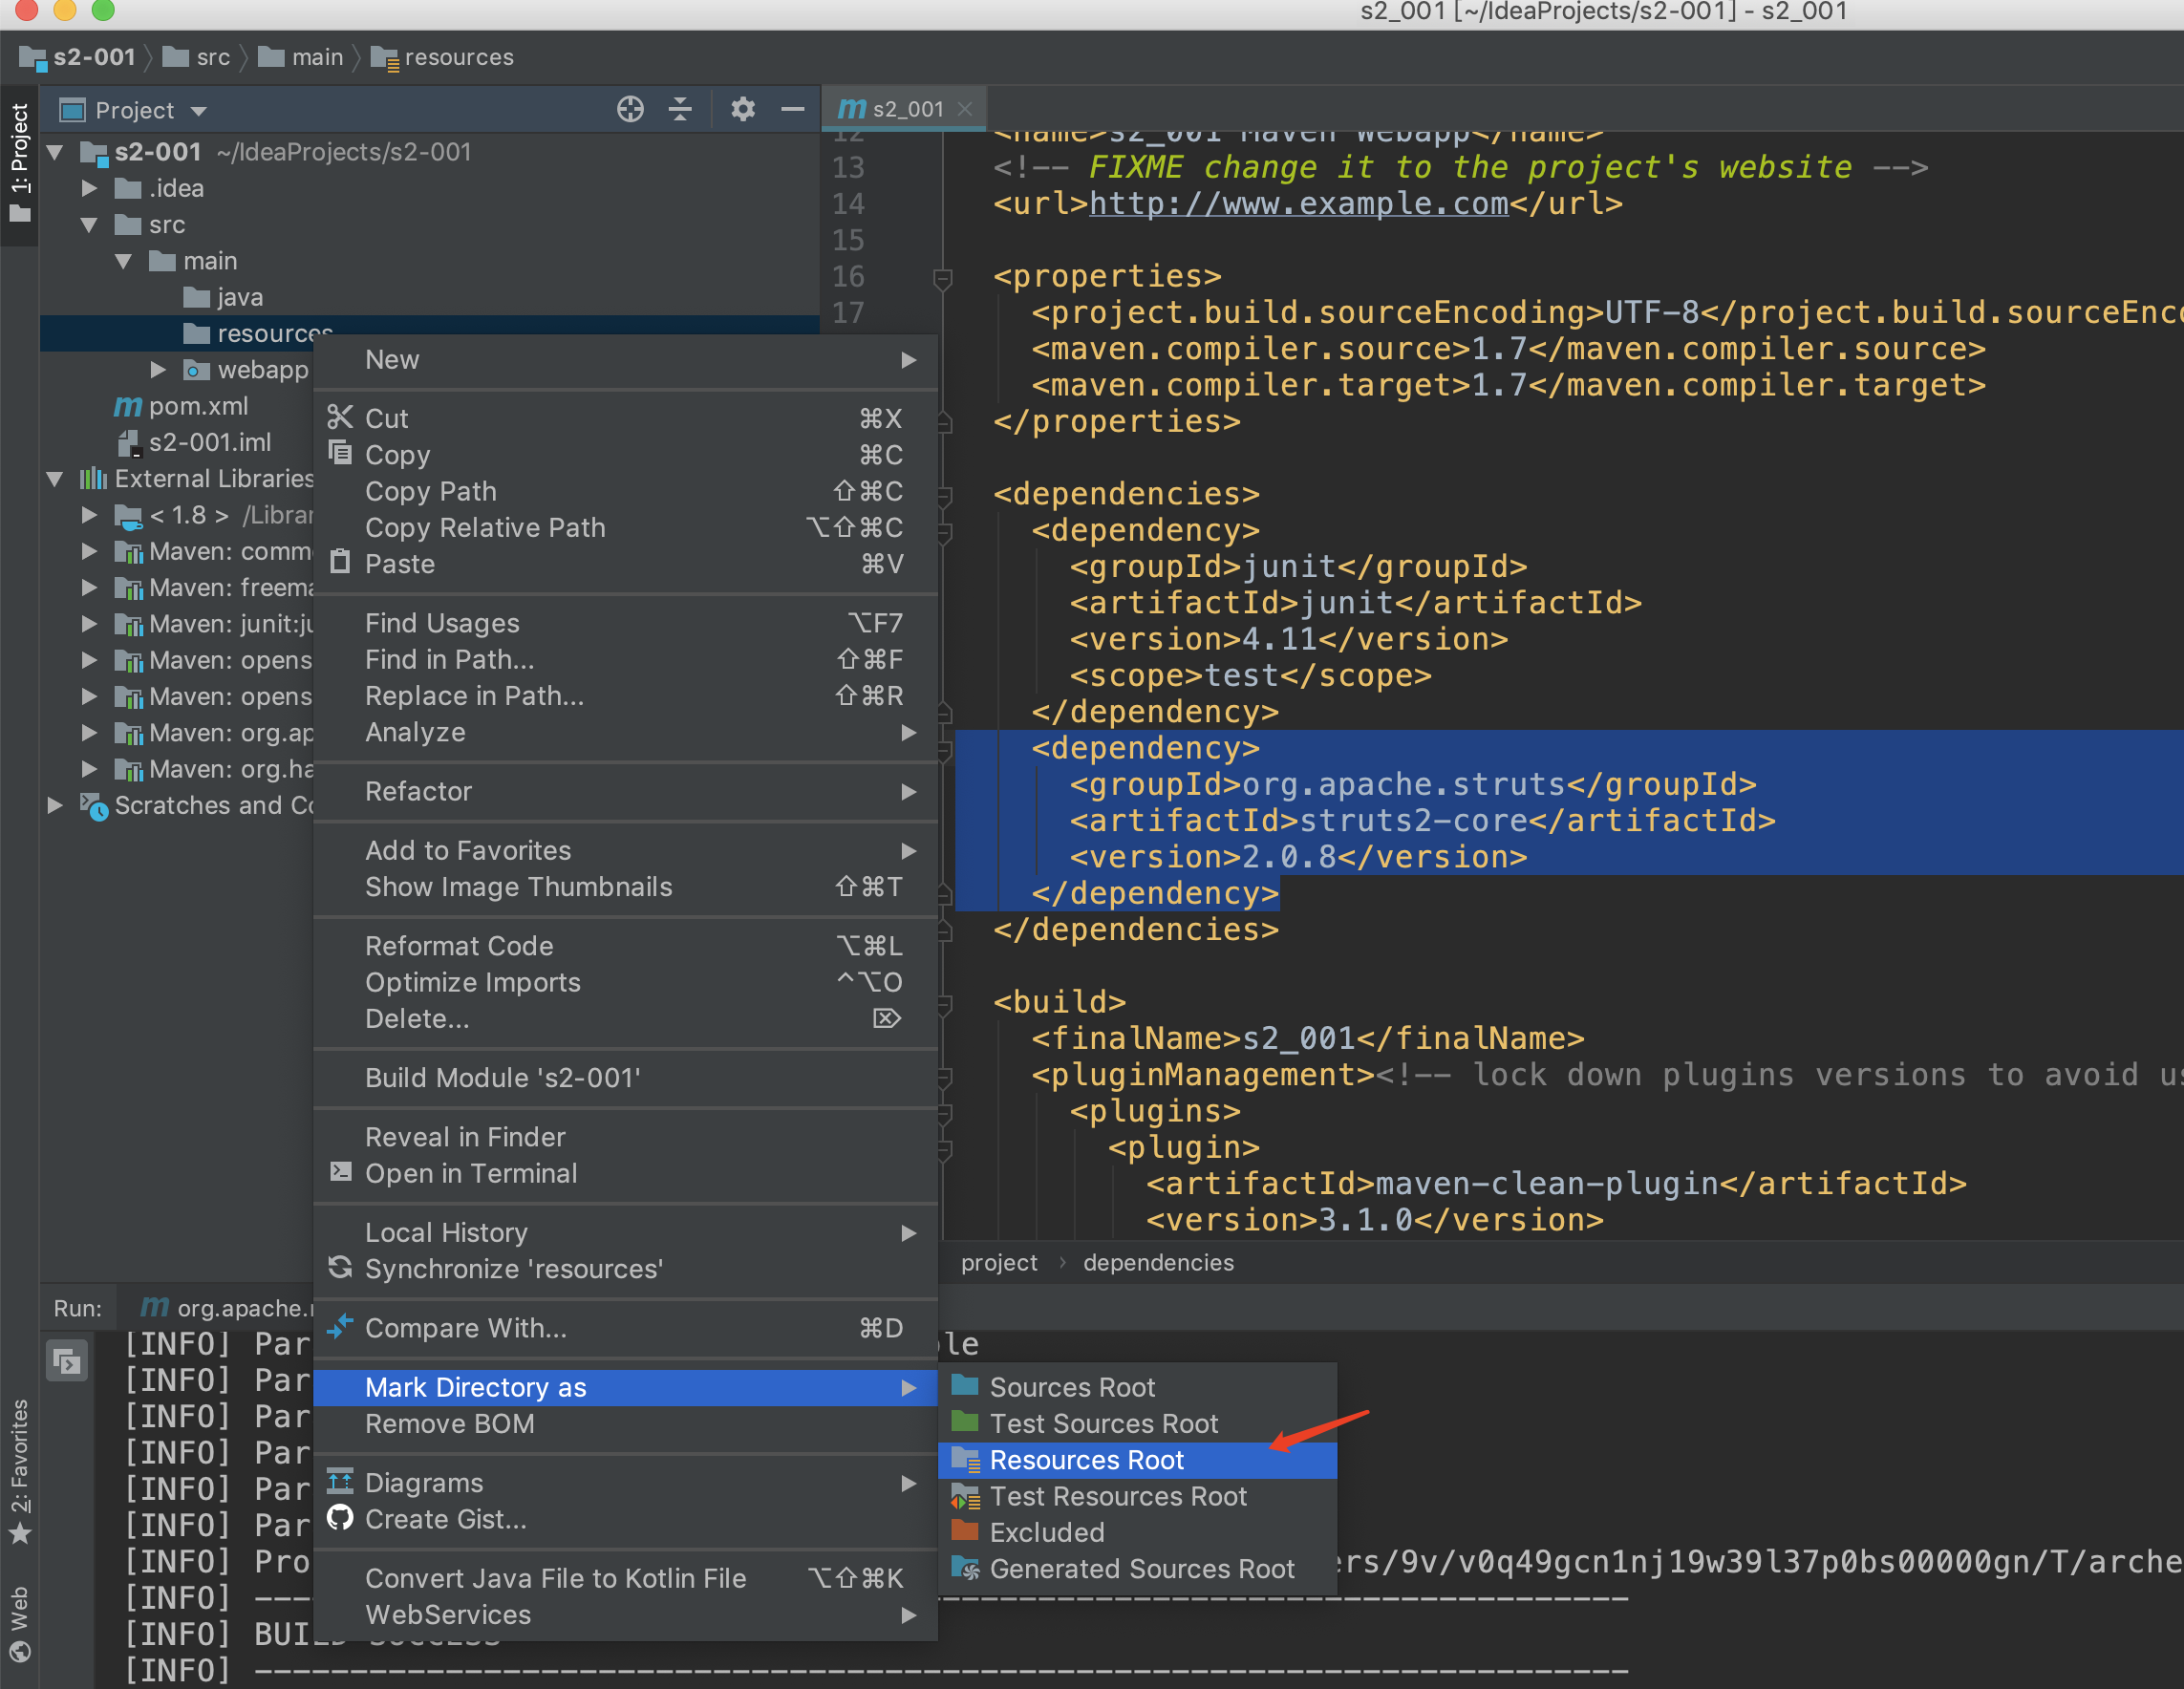 s2_001 [~/IdeaProjects/s2-001] - s2_001
s2-001 src main resources
1: Project
Project
s2-001 ~/IdeaProjects/s2-001
.idea
src
main
java
resources
webapp
pom.xml
s2-001.iml
External Libraries
< 1.8 > /Librar
Maven: comm
Maven: freema
Maven: junit:ju
Maven: opens
Maven: opens
Maven: org.ap
Maven: org.ha
Scratches and Co
New
Cut ⌘X
Copy ⌘C
Copy Path ⇧⌘C
Copy Relative Path ⌥⇧⌘C
Paste ⌘V
Find Usages ⌥F7
Find in Path... ⇧⌘F
Replace in Path... ⇧⌘R
Analyze
Refactor
Add to Favorites
Show Image Thumbnails ⇧⌘T
Reformat Code ⌥⌘L
Optimize Imports ^⌥O
Delete... ⌦
Build Module 's2-001'
Reveal in Finder
Open in Terminal
Local History
Synchronize 'resources'
Compare With... ⌘D
Mark Directory as
Remove BOM
Diagrams
Create Gist...
Convert Java File to Kotlin File ⌥⇧⌘K
WebServices
Sources Root
Test Sources Root
Resources Root
Test Resources Root
Excluded
Generated Sources Root
s2_001
12 <name>s2_001 Maven Webapp</name>
13 <!-- FIXME change it to the project's website -->
14 <url>http://www.example.com</url>
15
16 <properties>
17 <project.build.sourceEncoding>UTF-8</project.build.sourceEnc
<maven.compiler.source>1.7</maven.compiler.source>
<maven.compiler.target>1.7</maven.compiler.target>
</properties>
<dependencies>
<dependency>
<groupId>junit</groupId>
<artifactId>junit</artifactId>
<version>4.11</version>
<scope>test</scope>
</dependency>
<dependency>
<groupId>org.apache.struts</groupId>
<artifactId>struts2-core</artifactId>
<version>2.0.8</version>
</dependency>
</dependencies>
<build>
<finalName>s2_001</finalName>
<pluginManagement><!-- lock down plugins versions to avoid us
<plugins>
<plugin>
<artifactId>maven-clean-plugin</artifactId>
<version>3.1.0</version>
project › dependencies
Run: org.apache.
[INFO] Par le
[INFO] Par
[INFO] Par
[INFO] Par
[INFO] Par
[INFO] Par
[INFO] Pro ers/9v/v0q49gcn1nj19w39l37p0bs00000gn/T/arche
[INFO] ------------------------------------------------------------------------
[INFO] BUILD SUCCESS
[INFO] ------------------------------------------------------------------------
2: Favorites
Web